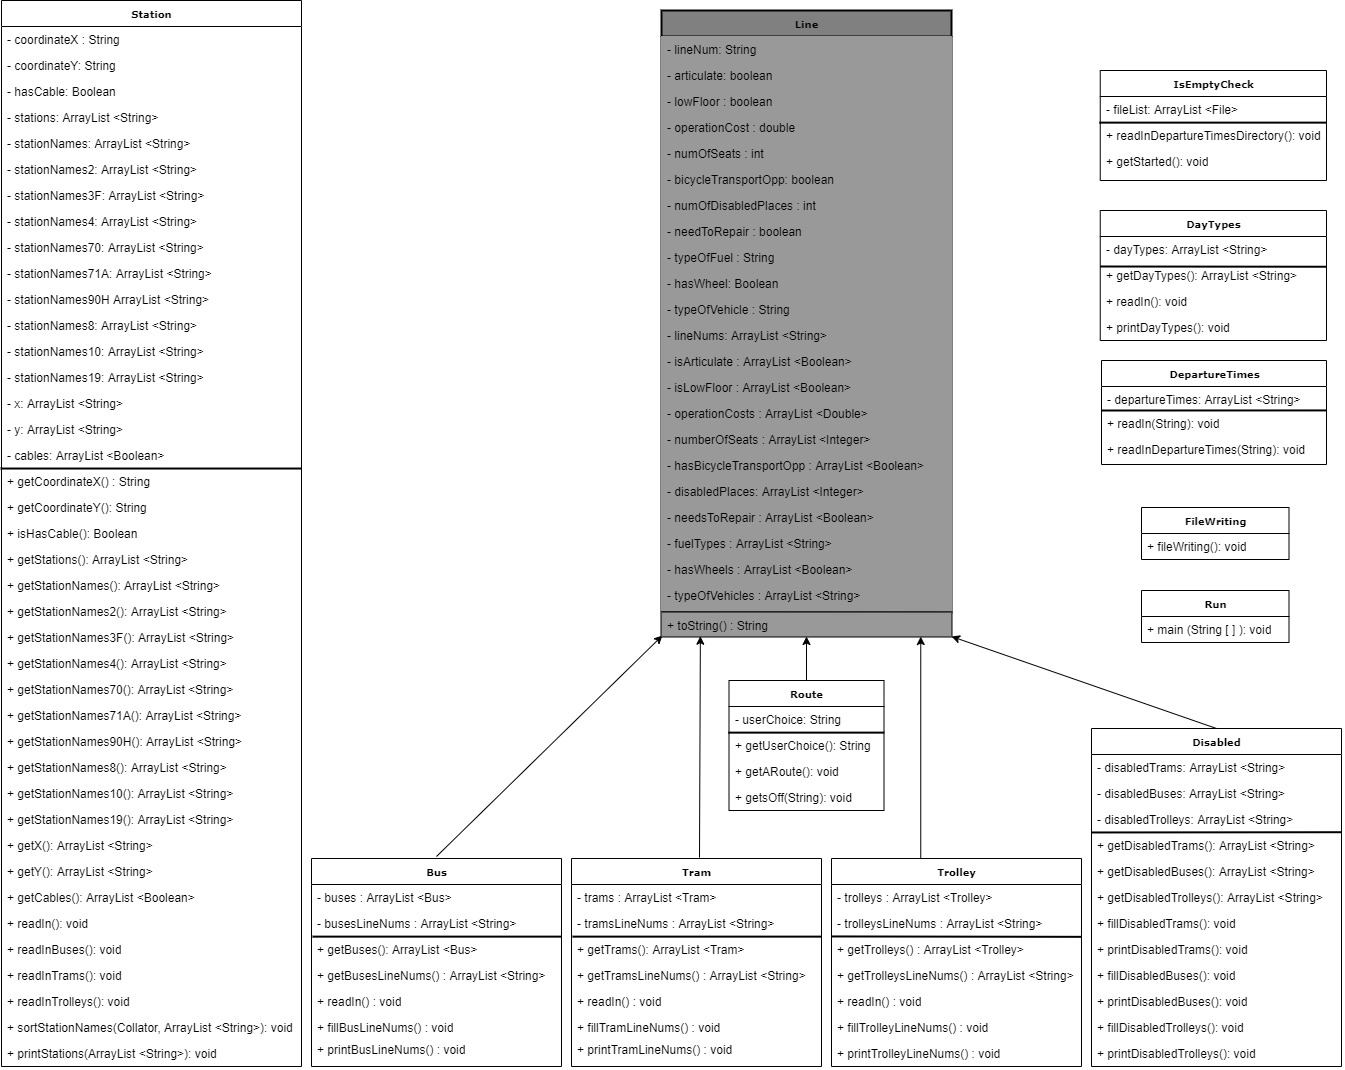 Station
- coordinateX : String
- coordinateY: String
- hasCable: Boolean
- stations: ArrayList <String>
- stationNames: ArrayList <String>
- stationNames2: ArrayList <String>
- stationNames3F: ArrayList <String>
- stationNames4: ArrayList <String>
- stationNames70: ArrayList <String>
- stationNames71A: ArrayList <String>
- stationNames90H ArrayList <String>
- stationNames8: ArrayList <String>
- stationNames10: ArrayList <String>
- stationNames19: ArrayList <String>
- x: ArrayList <String>
- y: ArrayList <String>
- cables: ArrayList <Boolean>
+ getCoordinateX() : String
+ getCoordinateY(): String
+ isHasCable(): Boolean
+ getStations(): ArrayList <String>
+ getStationNames(): ArrayList <String>
+ getStationNames2(): ArrayList <String>
+ getStationNames3F(): ArrayList <String>
+ getStationNames4(): ArrayList <String>
+ getStationNames70(): ArrayList <String>
+ getStationNames71A(): ArrayList <String>
+ getStationNames90H(): ArrayList <String>
+ getStationNames8(): ArrayList <String>
+ getStationNames10(): ArrayList <String>
+ getStationNames19(): ArrayList <String>
+ getX(): ArrayList <String>
+ getY(): ArrayList <String>
+ getCables(): ArrayList <Boolean>
+ readIn(): void
+ readInBuses(): void
+ readInTrams(): void
+ readInTrolleys(): void
+ sortStationNames(Collator, ArrayList <String>): void
+ printStations(ArrayList <String>): void
Line
- lineNum: String
- articulate: boolean
- lowFloor : boolean
- operationCost : double
- numOfSeats : int
- bicycleTransportOpp: boolean
- numOfDisabledPlaces : int
- needToRepair : boolean
- typeOfFuel : String
- hasWheel: Boolean
- typeOfVehicle : String
- lineNums: ArrayList <String>
- isArticulate : ArrayList <Boolean>
- isLowFloor : ArrayList <Boolean>
- operationCosts : ArrayList <Double>
- numberOfSeats : ArrayList <Integer>
- hasBicycleTransportOpp : ArrayList <Boolean>
- disabledPlaces: ArrayList <Integer>
- needsToRepair : ArrayList <Boolean>
- fuelTypes : ArrayList <String>
- hasWheels : ArrayList <Boolean>
- typeOfVehicles : ArrayList <String>
+ toString() : String
IsEmptyCheck
- fileList: ArrayList <File>
+ readInDepartureTimesDirectory(): void
+ getStarted(): void
DayTypes
- dayTypes: ArrayList <String>
+ getDayTypes(): ArrayList <String>
+ readIn(): void
+ printDayTypes(): void
DepartureTimes
- departureTimes: ArrayList <String>
+ readIn(String): void
+ readInDepartureTimes(String): void
FileWriting
+ fileWriting(): void
Run
+ main (String [ ] ): void
Route
- userChoice: String
+ getUserChoice(): String
+ getARoute(): void
+ getsOff(String): void
Bus
- buses : ArrayList <Bus>
- busesLineNums : ArrayList <String>
+ getBuses(): ArrayList <Bus>
+ getBusesLineNums() : ArrayList <String>
+ readIn() : void
+ fillBusLineNums() : void
+ printBusLineNums() : void
Tram
- trams : ArrayList <Tram>
- tramsLineNums : ArrayList <String>
+ getTrams(): ArrayList <Tram>
+ getTramsLineNums() : ArrayList <String>
+ readIn() : void
+ fillTramLineNums() : void
+ printTramLineNums() : void
Trolley
- trolleys : ArrayList <Trolley>
- trolleysLineNums : ArrayList <String>
+ getTrolleys() : ArrayList <Trolley>
+ getTrolleysLineNums() : ArrayList <String>
+ readIn() : void
+ fillTrolleyLineNums() : void
+ printTrolleyLineNums() : void
Disabled
- disabledTrams: ArrayList <String>
- disabledBuses: ArrayList <String>
- disabledTrolleys: ArrayList <String>
+ getDisabledTrams(): ArrayList <String>
+ getDisabledBuses(): ArrayList <String>
+ getDisabledTrolleys(): ArrayList <String>
+ fillDisabledTrams(): void
+ printDisabledTrams(): void
+ fillDisabledBuses(): void
+ printDisabledBuses(): void
+ fillDisabledTrolleys(): void
+ printDisabledTrolleys(): void